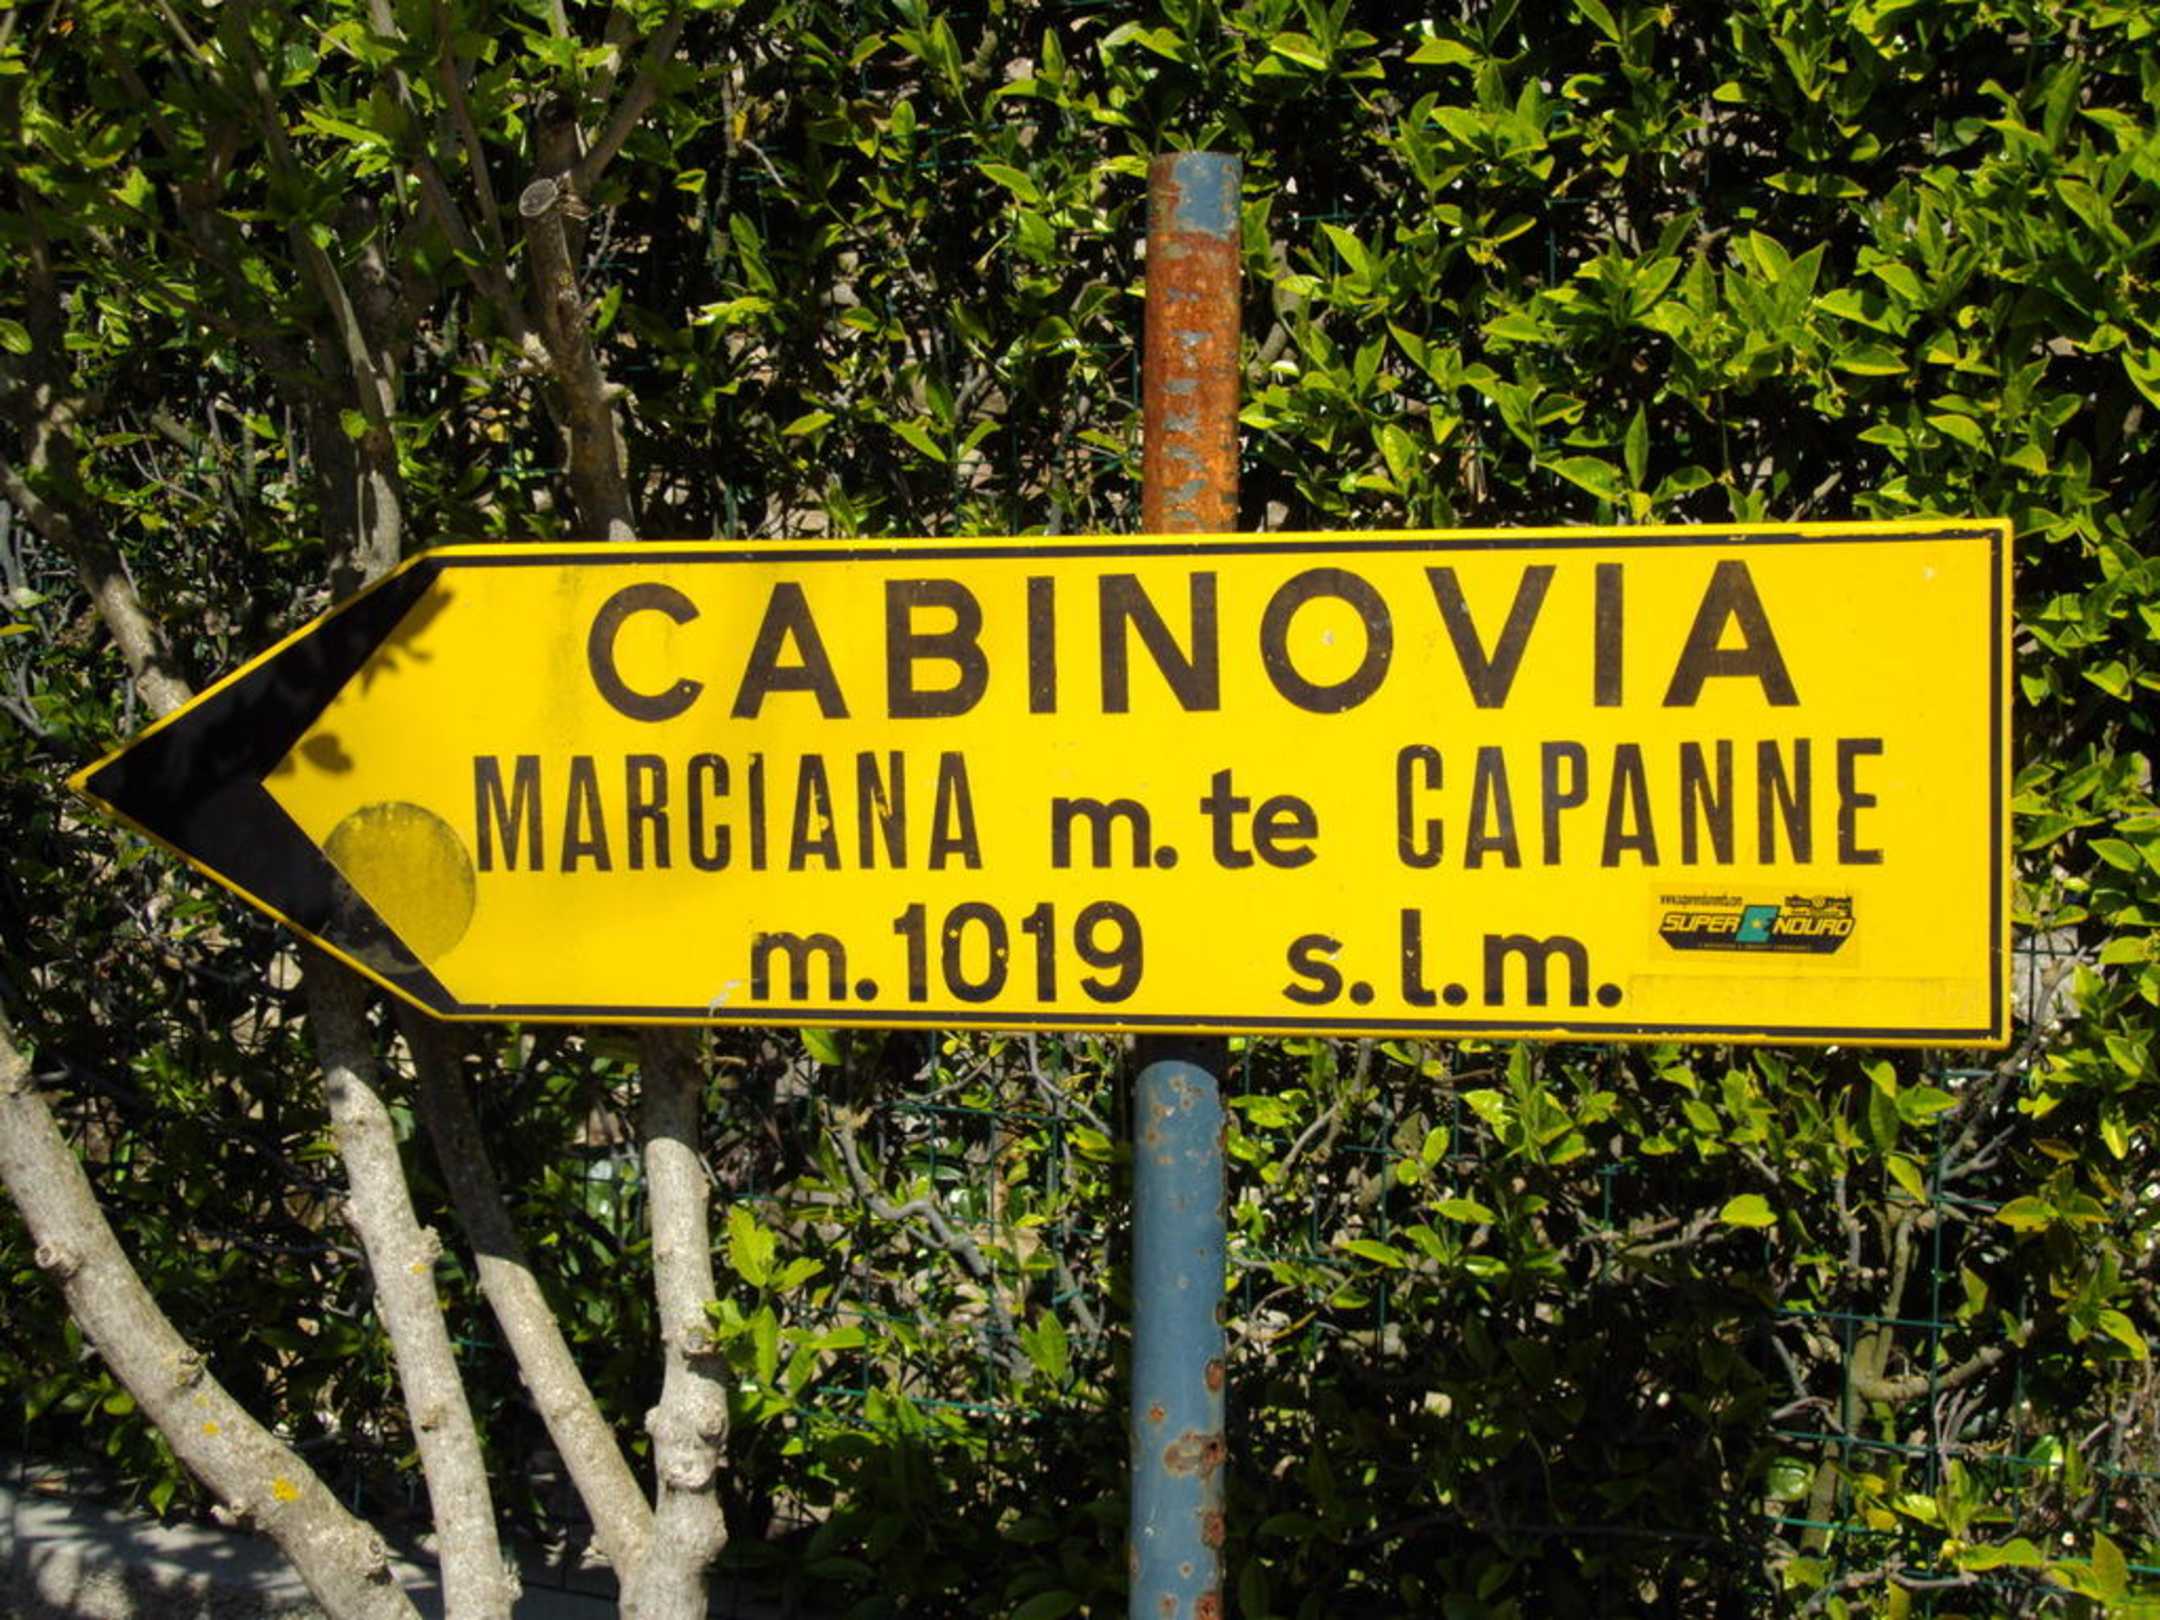 CABINOVIA
MARCIANA m.te CAPANNE
m.1019 s.l.m.
SUPER ENDURO